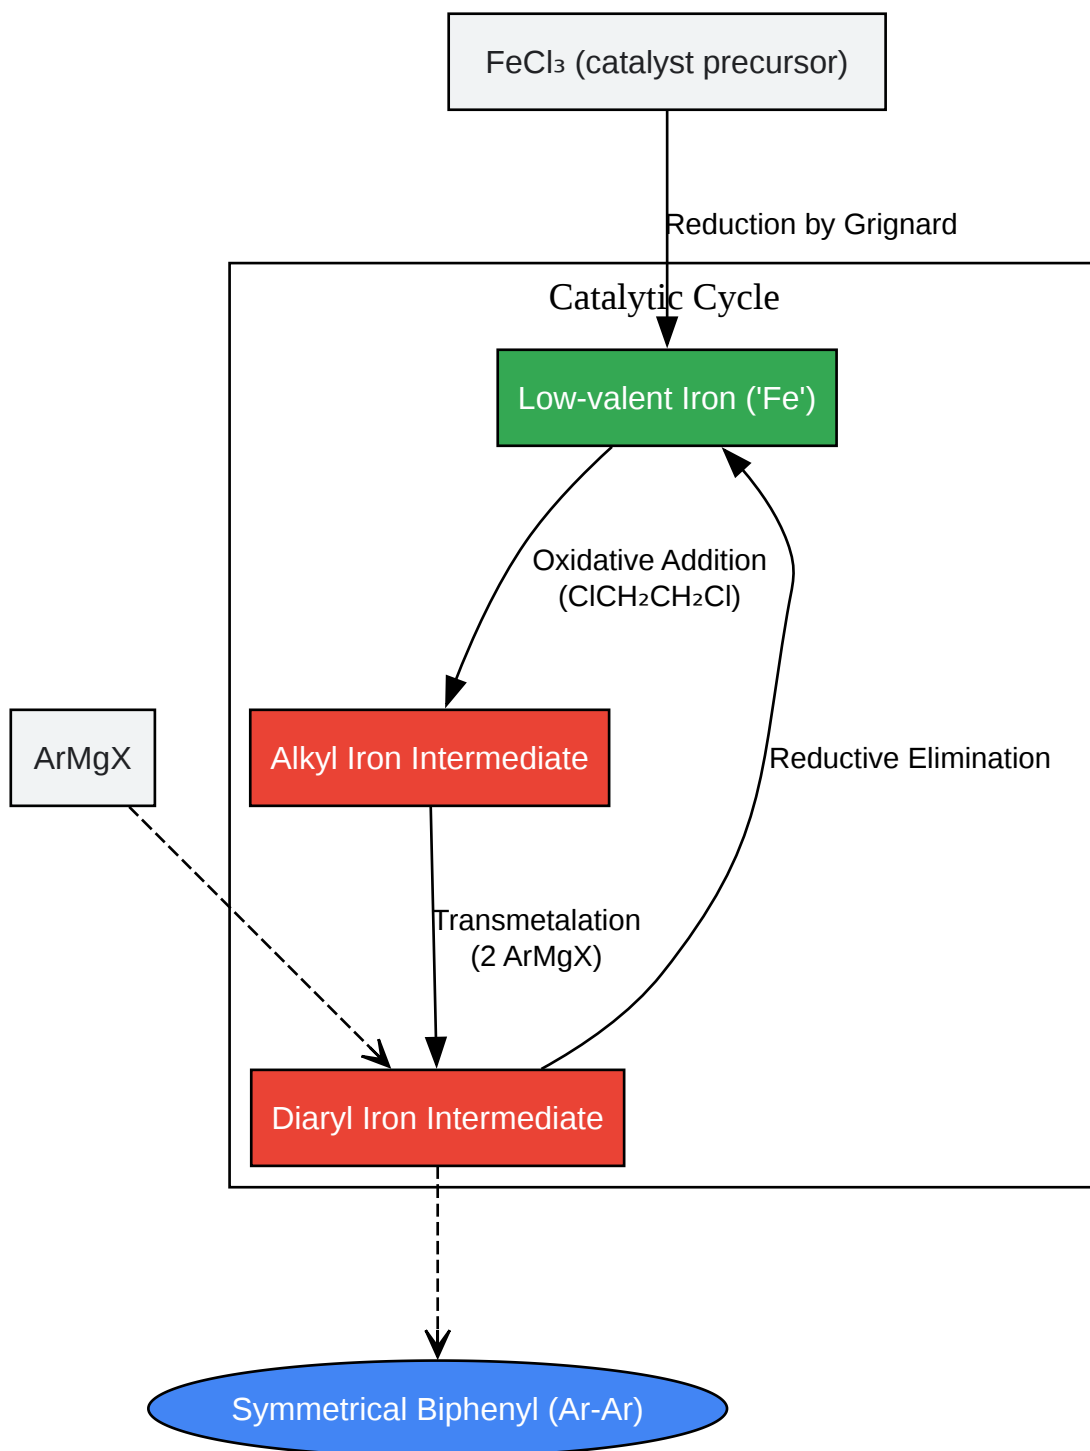 FeCl₃ (catalyst precursor)
Reduction by Grignard
Catalytic Cycle
Low-valent Iron ('Fe')
Oxidative Addition
(ClCH₂CH₂Cl)
ArMgX
Alkyl Iron Intermediate
Reductive Elimination
Transmetalation
(2 ArMgX)
Diaryl Iron Intermediate
Symmetrical Biphenyl (Ar-Ar)